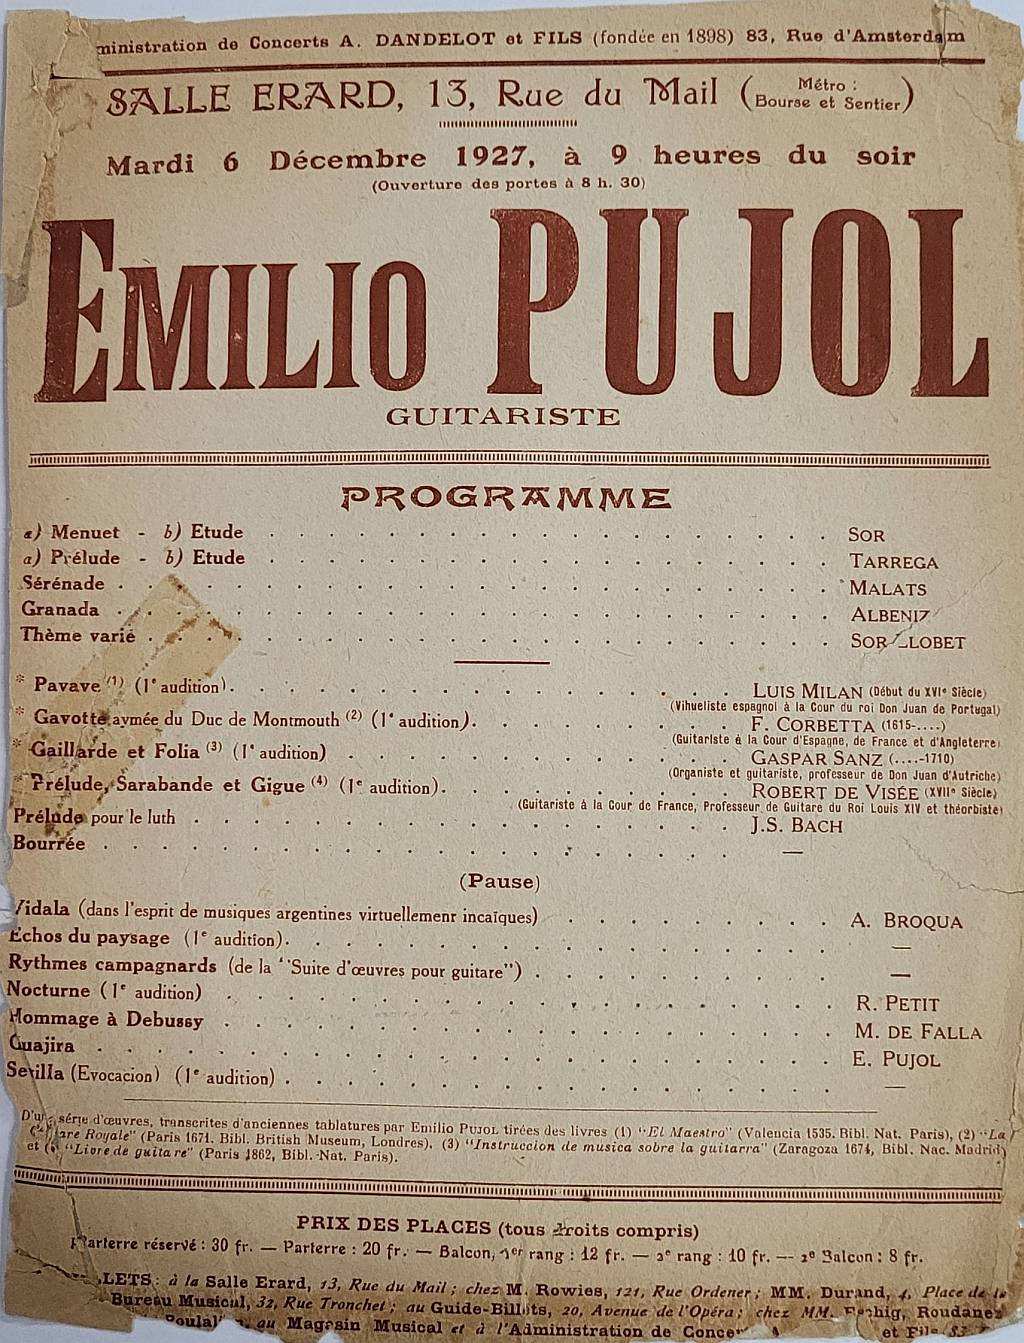 ministration de Concerts A. DANDELOT et FILS (fondée en 1898) 83, Rue d'Amsterdam
SALLE ERARD, 13, Rue du Mail (Métro : Bourse et Sentier)
Mardi 6 Décembre 1927, à 9 heures du soir
(Ouverture des portes à 8 h. 30)
EMILIO PUJOL
GUITARISTE
PROGRAMME
a) Menuet - b) Etude . . . . . . . . . . . . . . . . . . SOR
a) Prélude - b) Etude . . . . . . . . . . . . . . . . . . TARREGA
Sérénade . . . . . . . . . . . . . . . . . . . . . MALATS
Granada . . . . . . . . . . . . . . . . . . . . . ALBENIZ
Thème varié . . . . . . . . . . . . . . . . . . . . SOR-LLOBET
* Pavave (1) (1e audition). . . . . . . . . . . . . . LUIS MILAN (Début du XVIe Siècle)
(Vihueliste espagnol à la Cour du roi Don Juan de Portugal)
* Gavotte aymée du Duc de Montmouth (2) (1e audition). . . . . . . . F. CORBETTA (1615-....)
(Guitariste à la Cour d'Espagne, de France et d'Angleterre)
* Gaillarde et Folia (3) (1e audition) . . . . . . . . . . . . GASPAR SANZ (....-1710)
(Organiste et guitariste, professeur de Don Juan d'Autriche)
* Prélude, Sarabande et Gigue (4) (1e audition). . . . . . . . . ROBERT DE VISÉE (XVIIe Siècle)
(Guitariste à la Cour de France, Professeur de Guitare du Roi Louis XIV et théorbiste)
Prélude pour le luth . . . . . . . . . . . . . . . . . J.S. BACH
Bourrée . . . . . . . . . . . . . . . . . . . —
(Pause)
Vidala (dans l'esprit de musiques argentines virtuellemenr incaïques) . . . . . . . . . A. BROQUA
Echos du paysage (1e audition). . . . . . . . . . . . . . . . . —
Rythmes campagnards (de la "Suite d'œuvres pour guitare") . . . . . . . . . —
Nocturne (1e audition) . . . . . . . . . . . . . . . . . . R. PETIT
Hommage à Debussy . . . . . . . . . . . . . . . . . . M. DE FALLA
Guajira . . . . . . . . . . . . . . . . . . . . . E. PUJOL
Sevilla (Evocacion) (1e audition) . . . . . . . . . . . . . . . —
D'une série d'œuvres, transcrites d'anciennes tablatures par Emilio PUJOL tirées des livres (1) "El Maestro" (Valencia 1535. Bibl. Nat. Paris), (2) "La
are Royale" (Paris 1671. Bibl. British Museum, Londres). (3) "Instruccion de musica sobre la guitarra" (Zaragoza 1674, Bibl. Nac. Madrid)
et (4) "Livre de guitare" (Paris 1862, Bibl. Nat. Paris).
PRIX DES PLACES (tous droits compris)
Parterre réservé : 30 fr. — Parterre : 20 fr. — Balcon, 1er rang : 12 fr. — 2e rang : 10 fr. — 2e Balcon : 8 fr.
LETS : à la Salle Erard, 13, Rue du Mail ; chez M. Rowies, 121, Rue Ordener ; MM. Durand, 4, Place de la
Bureau Musical, 32, Rue Tronchet ; au Guide-Billets, 20, Avenue de l'Opéra ; chez MM. Eschig, Roudanez
au Magasin Musical et à l'Administration de Concer et Fils